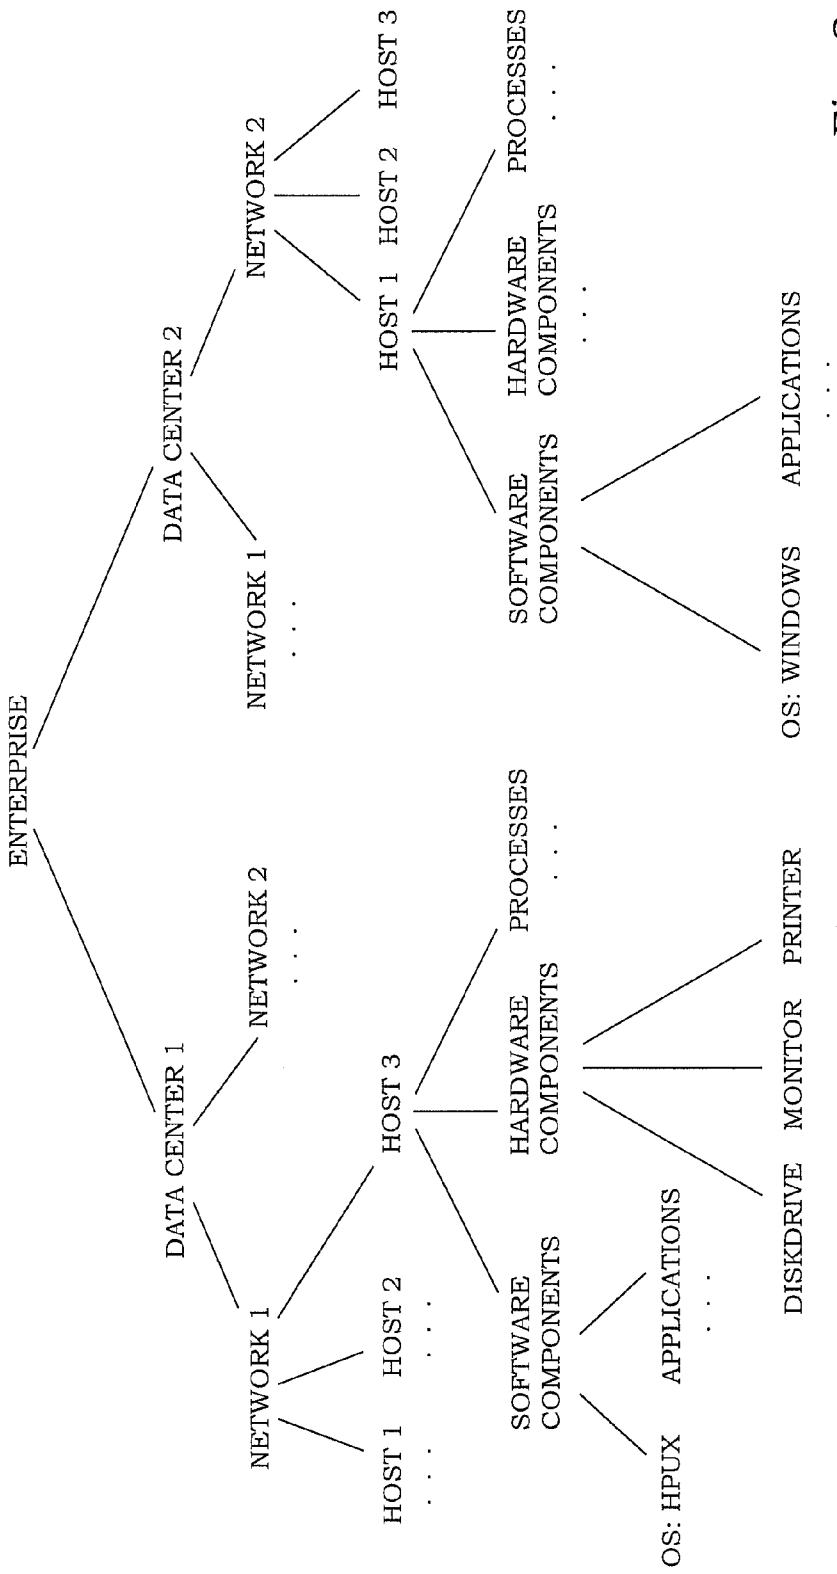 ENTERPRISE
DATA CENTER 1
DATA CENTER 2
NETWORK 1
NETWORK 2
. . .
NETWORK 1
. . .
NETWORK 2
HOST 1
. . . .
HOST 2
. . . .
HOST 3
HOST 1
HOST 2
HOST 3
SOFTWARE
COMPONENTS
HARDWARE
COMPONENTS
PROCESSES
. . .
SOFTWARE
COMPONENTS
HARDWARE
COMPONENTS
. . .
PROCESSES
. . .
OS: HPUX
APPLICATIONS
. . .
DISKDRIVE
MONITOR
PRINTER
OS: WINDOWS
APPLICATIONS
. . .